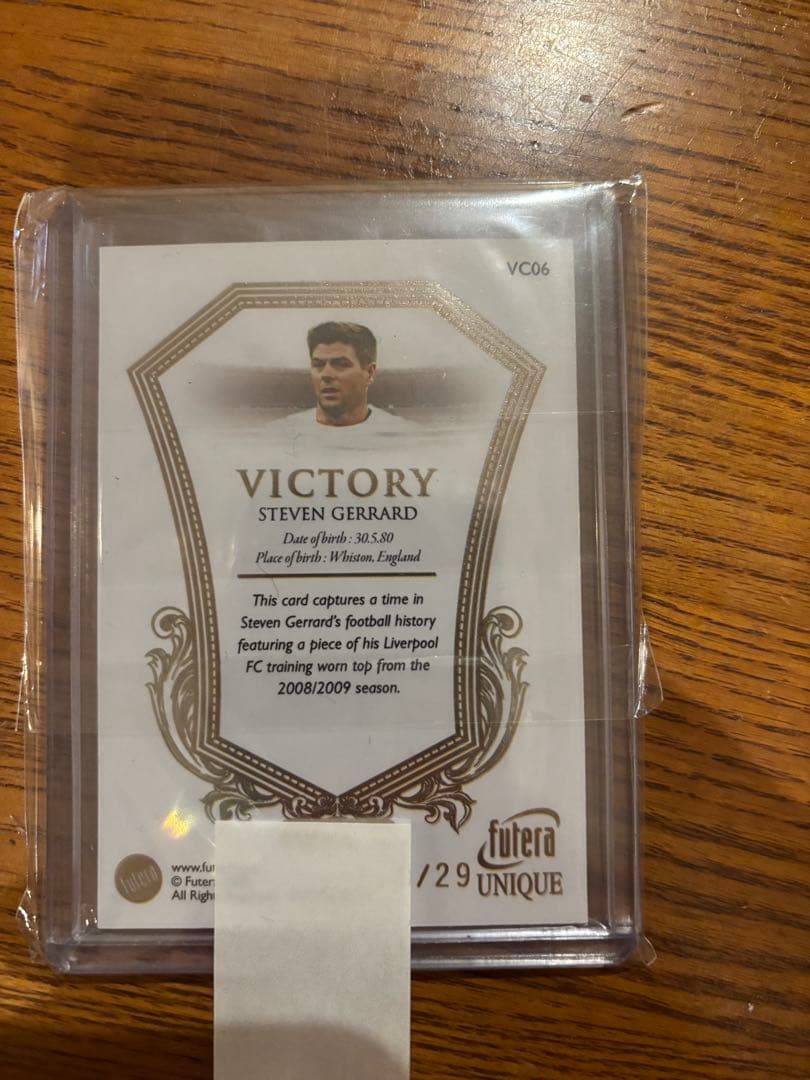 VC06
VICTORY
STEVEN GERRARD
Date of birth : 30.5.80
Place of birth : Whiston, England
This card captures a time in
Steven Gerrard's football history
featuring a piece of his Liverpool
FC training worn top from the
2008/2009 season.
futera
www.fut
© Futer
All Righ
/29
futera
UNIQUE